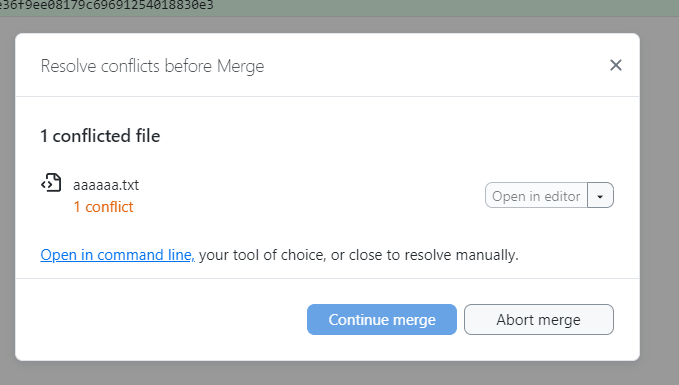 e36f9ee08179c69691254018830e3
Resolve conflicts before Merge
1 conflicted file
aaaaaa.txt
1 conflict
Open in editor
Open in command line, your tool of choice, or close to resolve manually.
Continue merge
Abort merge